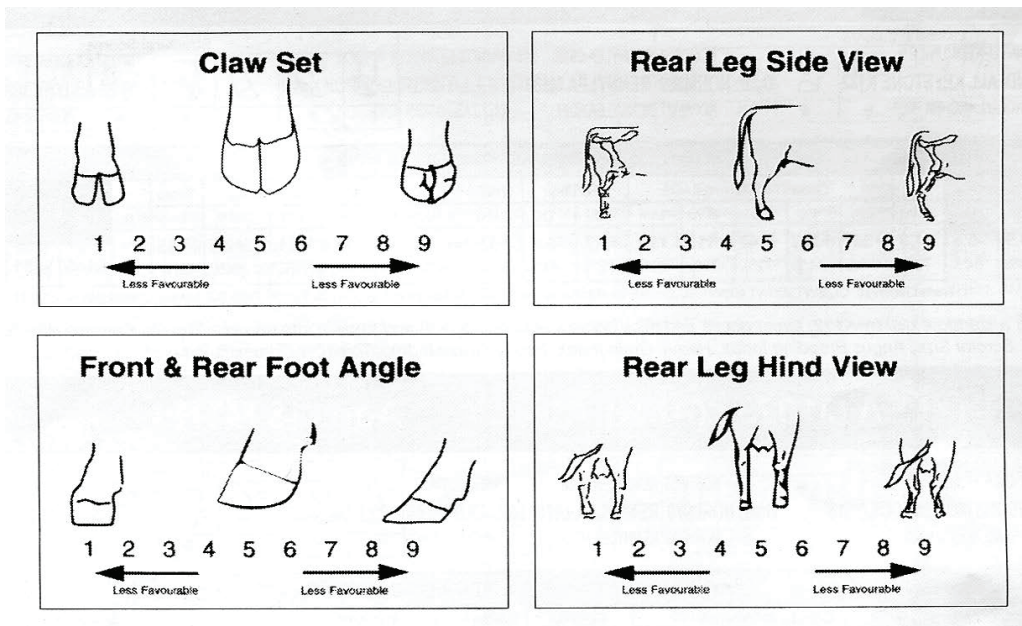 Claw Set
1 2 3 4 5 6 7 8 9
Less Favourable Less Favourable
Rear Leg Side View
1 2 3 4 5 6 7 8 9
Less Favourable Less Favourable
Front & Rear Foot Angle
1 2 3 4 5 6 7 8 9
Less Favourable Less Favourable
Rear Leg Hind View
1 2 3 4 5 6 7 8 9
Less Favourable Less Favourable